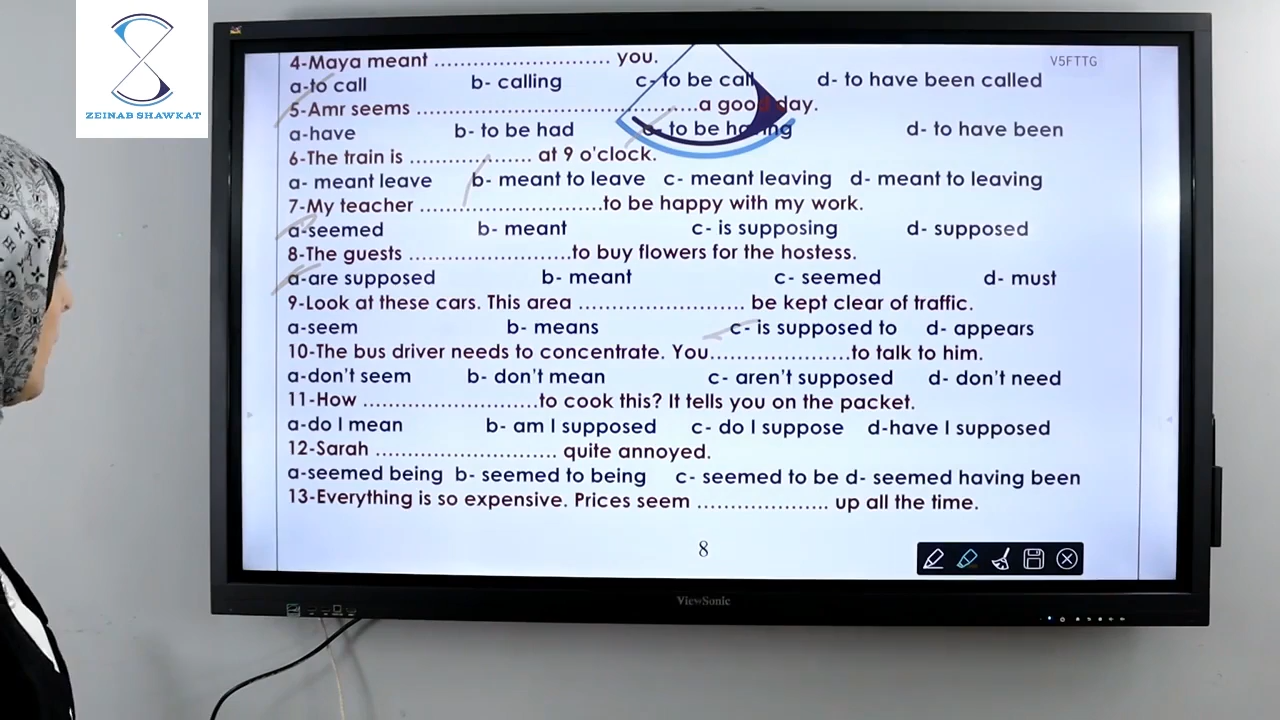 ZEINAB SHAWKAT
V5FTTG
4-Maya meant .......................... you.
a-to call b- calling c- to be call d- to have been called
5-Amr seems ..........................................a good day.
a-have b- to be had c- to be having d- to have been
6-The train is .................. at 9 o'clock.
a- meant leave b- meant to leave c- meant leaving d- meant to leaving
7-My teacher ...........................to be happy with my work.
a-seemed b- meant c- is supposing d- supposed
8-The guests ........................to buy flowers for the hostess.
a-are supposed b- meant c- seemed d- must
9-Look at these cars. This area ........................ be kept clear of traffic.
a-seem b- means c- is supposed to d- appears
10-The bus driver needs to concentrate. You.....................to talk to him.
a-don't seem b- don't mean c- aren't supposed d- don't need
11-How ..........................to cook this? It tells you on the packet.
a-do I mean b- am I supposed c- do I suppose d-have I supposed
12-Sarah ........................... quite annoyed.
a-seemed being b- seemed to being c- seemed to be d- seemed having been
13-Everything is so expensive. Prices seem .................... up all the time.
8
ViewSonic